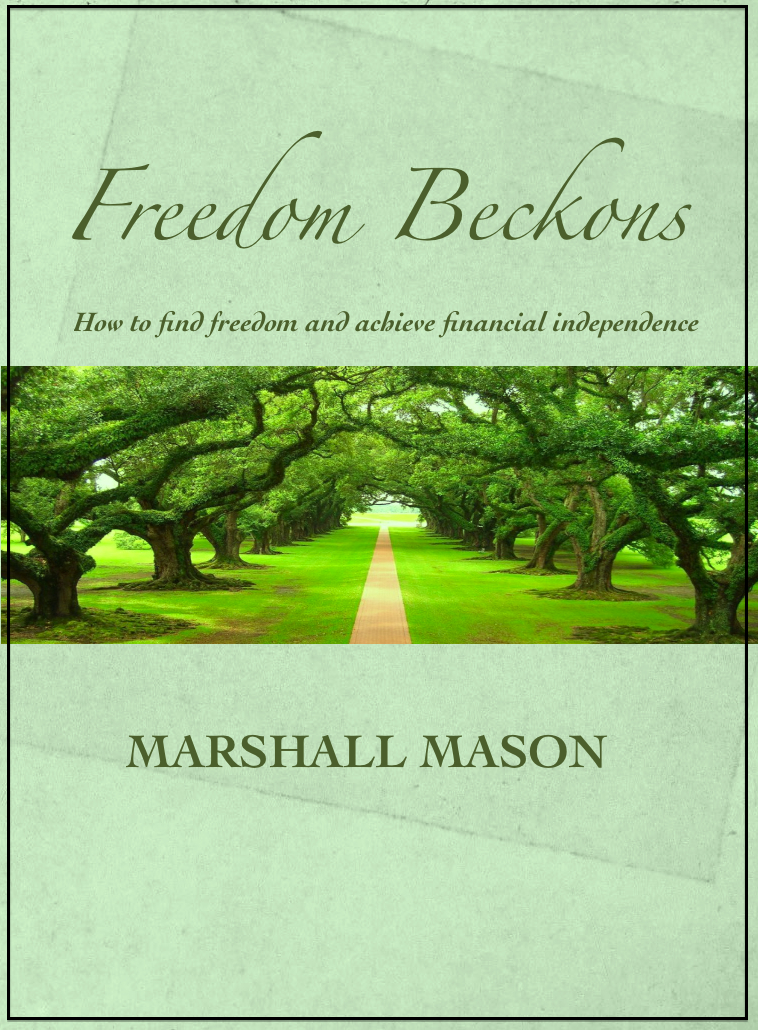 Freedom Beckons
How to find freedom and achieve financial independence
MARSHALL MASON